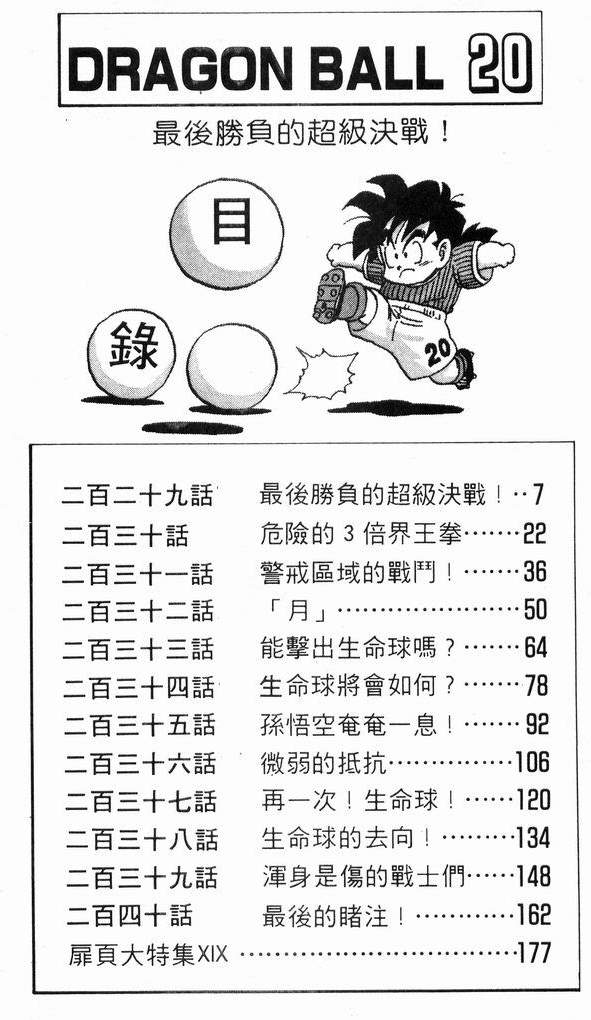 DRAGON BALL 20
最後勝負的超級決戰！
目
錄
20
二百二十九話 最後勝負的超級決戰！‥7
二百三十話 危險的3倍界王拳‥‥‥22
二百三十一話 警戒區域的戰鬥！‥‥‥36
二百三十二話 「月」‥‥‥‥‥‥‥‥‥50
二百三十三話 能擊出生命球嗎？‥‥‥64
二百三十四話 生命球將會如何？‥‥‥78
二百三十五話 孫悟空奄奄一息！‥‥‥92
二百三十六話 微弱的抵抗‥‥‥‥‥‥106
二百三十七話 再一次！生命球！‥‥‥120
二百三十八話 生命球的去向！‥‥‥‥134
二百三十九話 渾身是傷的戰士們‥‥‥148
二百四十話 最後的賭注！‥‥‥‥‥‥162
扉頁大特集XIX‥‥‥‥‥‥‥‥‥‥‥‥‥‥177